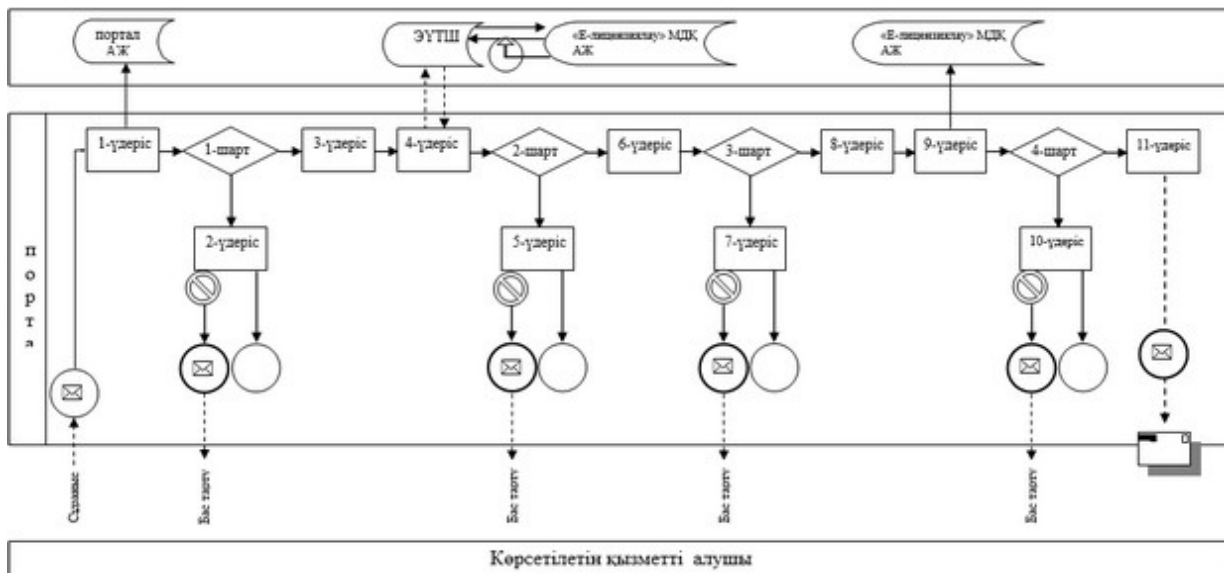 портал
АЖ
ЭҮТШ
«Е-лицензиялау» МДҚ
АЖ
«Е-лицензиялау» МДҚ
АЖ
1-үдеріс
1-шарт
3-үдеріс
4-үдеріс
2-шарт
6-үдеріс
3-шарт
8-үдеріс
9-үдеріс
4-шарт
11-үдеріс
2-үдеріс
5-үдеріс
7-үдеріс
10-үдеріс
п
о
р
т
а
Сұраныс
Бас тарту
Бас тарту
Бас тарту
Бас тарту
Көрсетілетін қызметті алушы